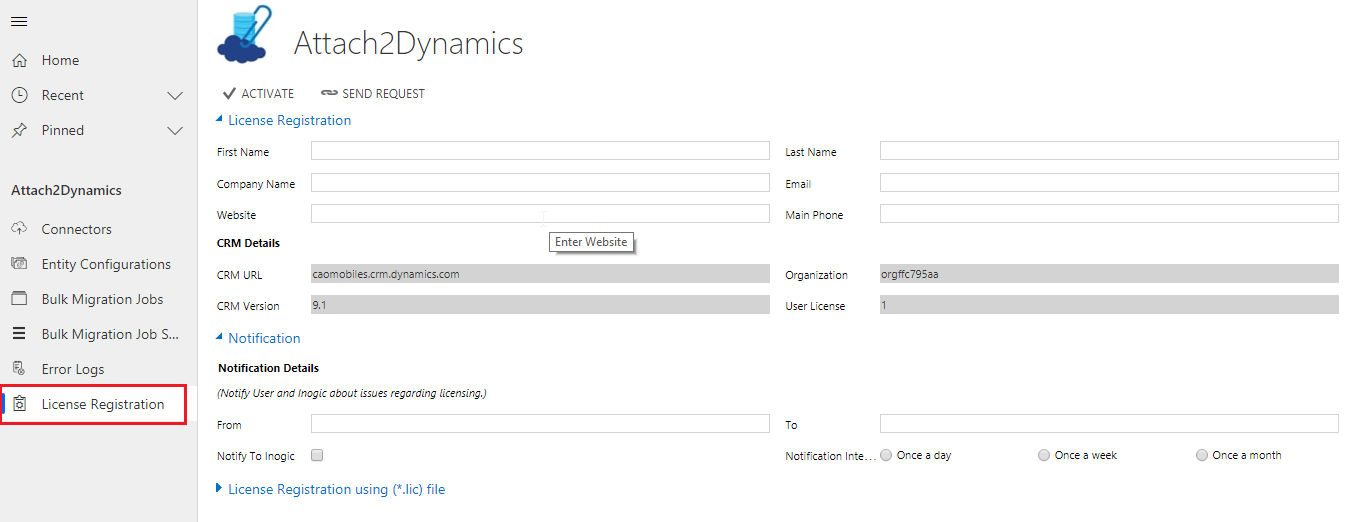 Home
Recent
Pinned
Attach2Dynamics
Connectors
Entity Configurations
Bulk Migration Jobs
Bulk Migration Job S...
Error Logs
License Registration
Attach2Dynamics
ACTIVATE SEND REQUEST
License Registration
First Name Last Name
Company Name Email
Website Main Phone
Enter Website
CRM Details
CRM URL caomobiles.crm.dynamics.com Organization orgffc795aa
CRM Version 9.1 User License 1
Notification
Notification Details
(Notify User and Inogic about issues regarding licensing.)
From To
Notify To Inogic Notification Inte... Once a day Once a week Once a month
License Registration using (*.lic) file